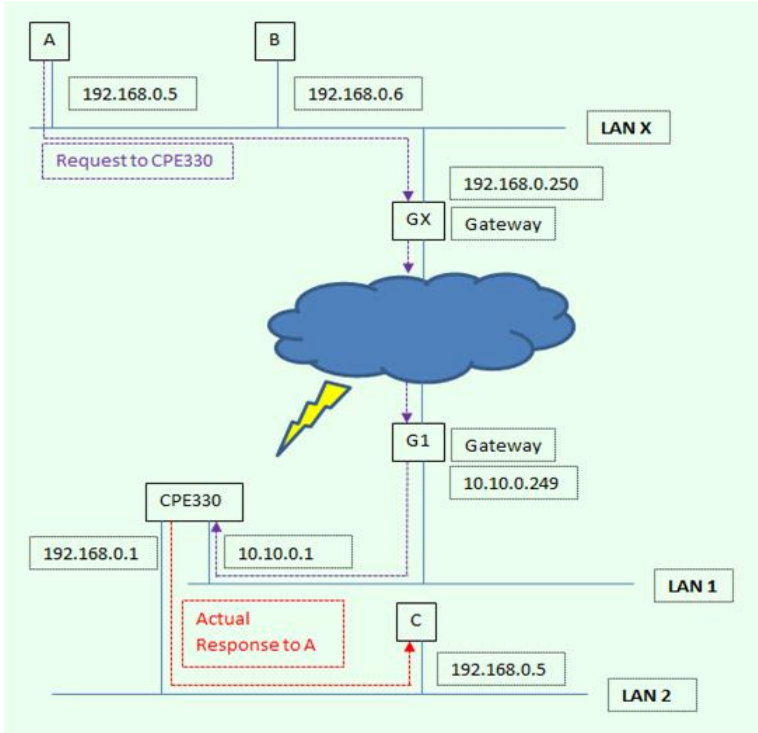 A
B
192.168.0.5
192.168.0.6
LAN X
Request to CPE330
192.168.0.250
GX
Gateway
G1
Gateway
10.10.0.249
CPE330
192.168.0.1
10.10.0.1
LAN 1
Actual
Response to A
C
192.168.0.5
LAN 2